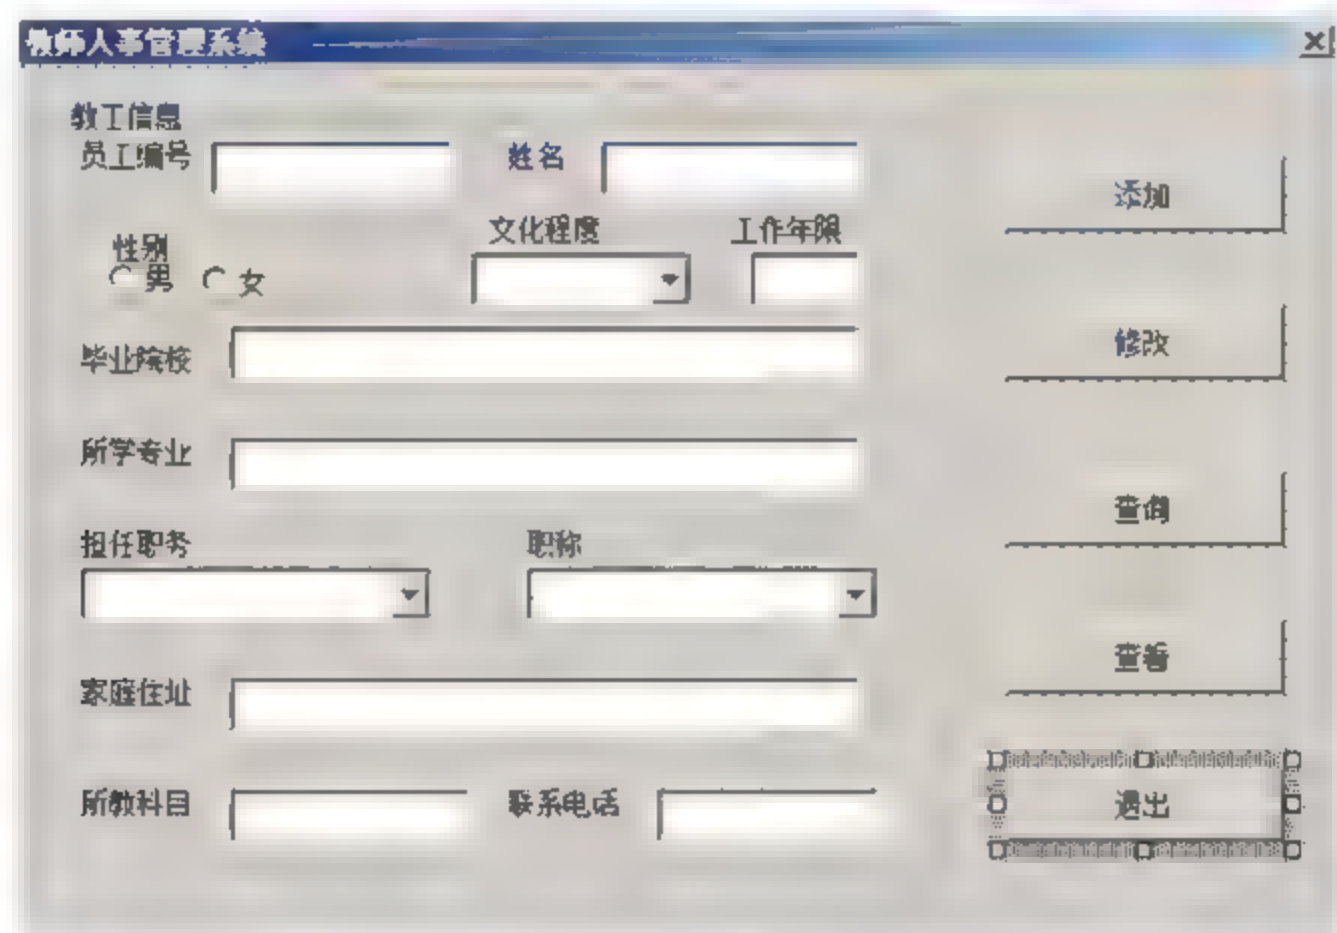 教师人事管理系统
教工信息
员工编号 姓名
添加
性别 文化程度 工作年限
男 女
毕业院校
修改
所学专业
查询
担任职务 职称
查看
家庭住址
所教科目 联系电话
退出